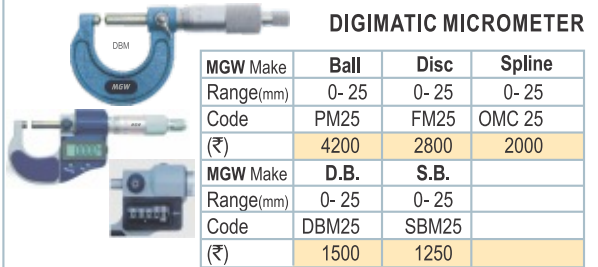 DIGIMATIC MICROMETER
DBM
MGW
MGW Make Ball Disc Spline
Range(mm) 0- 25 0- 25 0- 25
Code PM25 FM25 OMC 25
(₹) 4200 2800 2000
MGW Make D.B. S.B.
Range(mm) 0- 25 0- 25
Code DBM25 SBM25
(₹) 1500 1250